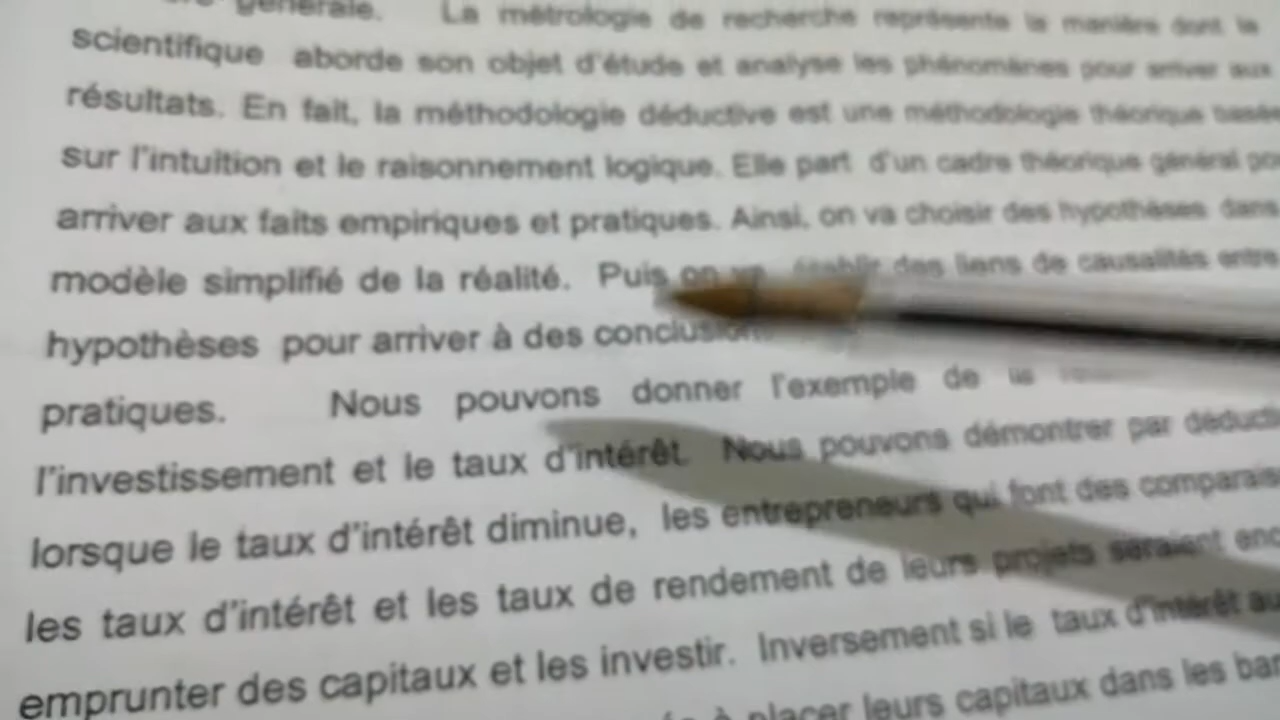 générale. La métrologie de recherche représente la manière dont le
scientifique aborde son objet d'étude et analyse les phénomènes pour arriver aux
résultats. En fait, la méthodologie déductive est une méthodologie théorique basée
sur l'intuition et le raisonnement logique. Elle part d'un cadre théorique général
arriver aux faits empiriques et pratiques. Ainsi, on va choisir des hypothèses dans
modèle simplifié de la réalité. Puis on va établir des liens de causalités entre
hypothèses pour arriver à des
pratiques. Nous pouvons donner l'exemple de la
l'investissement et le taux d'intérêt. Nous pouvons démontrer par
lorsque le taux d'intérêt diminue, les entrepreneurs qui font des
les taux d'intérêt et les taux de rendement de leurs projets seraient
emprunter des capitaux et les investir. Inversement si le taux d'intérêt
à placer leurs capitaux dans les